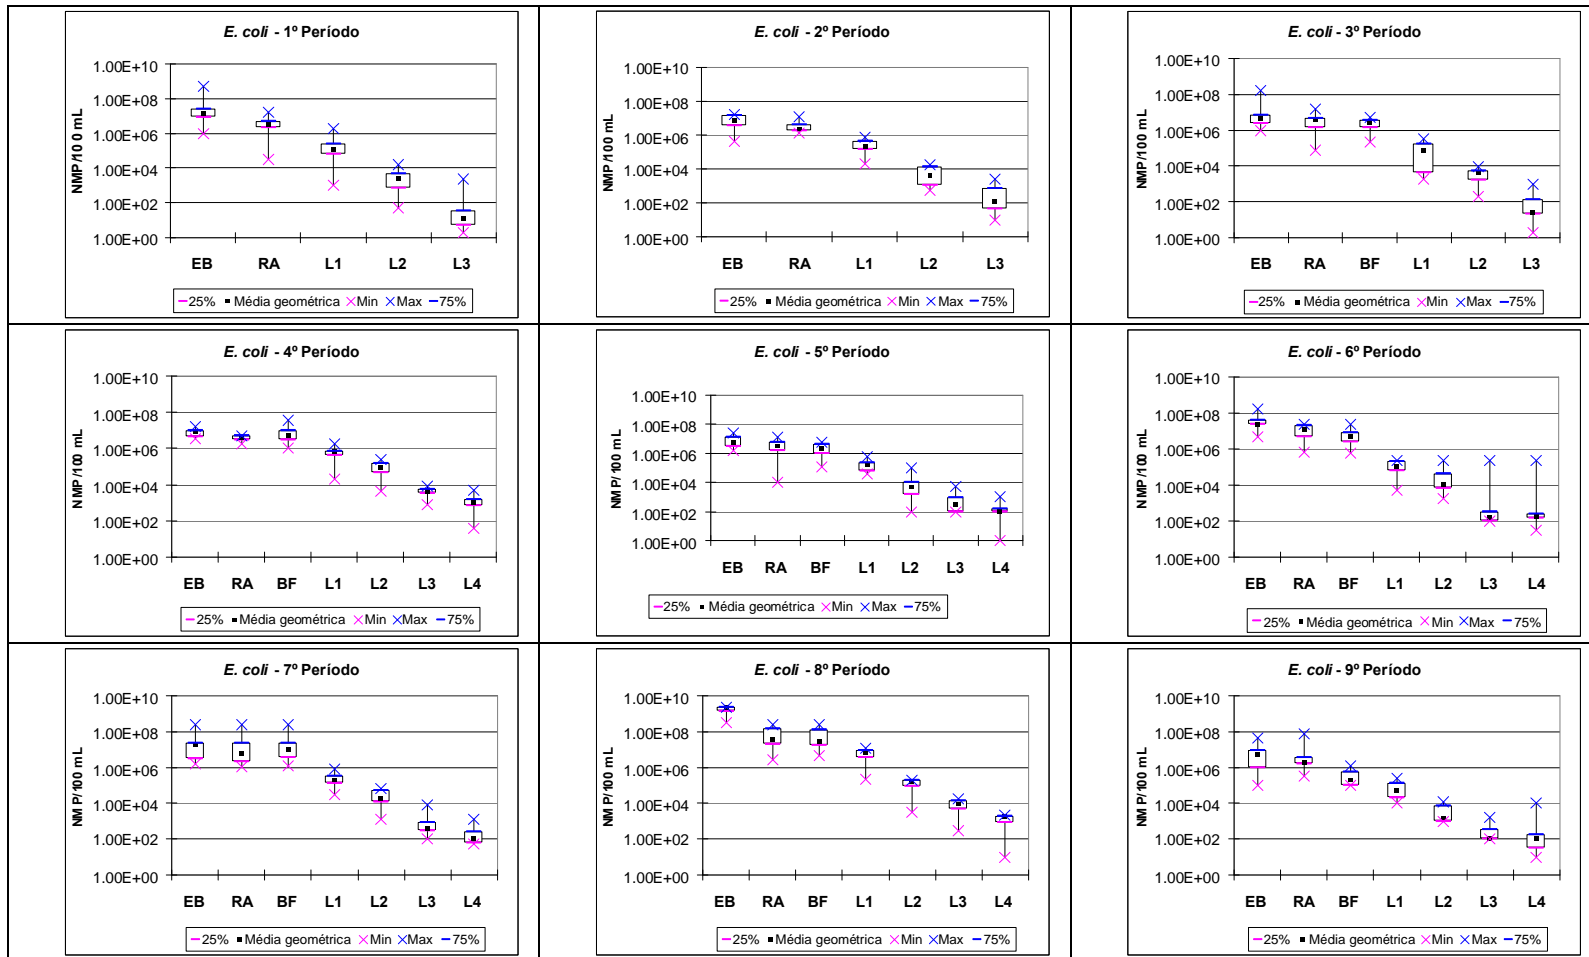 E. coli - 1º Período
NMP/10 0 mL
1.00E+10
1.00E+08
1.00E+06
1.00E+04
1.00E+02
1.00E+00
EB RA L1 L2 L3
25% Média geométrica Min Max 75%
E. coli - 2º Período
NMP/100 mL
1.00E+10
1.00E+08
1.00E+06
1.00E+04
1.00E+02
1.00E+00
EB RA L1 L2 L3
25% Média geométrica Min Max 75%
E. coli - 3º Período
NMP/100 mL
1.00E+10
1.00E+08
1.00E+06
1.00E+04
1.00E+02
1.00E+00
EB RA BF L1 L2 L3
25% Média geométrica Min Max 75%
E. coli - 4º Período
NMP/100 mL
1.00E+10
1.00E+08
1.00E+06
1.00E+04
1.00E+02
1.00E+00
EB RA BF L1 L2 L3 L4
25% Média geométrica Min Max 75%
E. coli - 5º Período
NMP/100 mL
1.00E+10
1.00E+08
1.00E+06
1.00E+04
1.00E+02
1.00E+00
EB RA BF L1 L2 L3 L4
25% Média geométrica Min Max 75%
E. coli - 6º Período
NMP/100 mL
1.00E+10
1.00E+08
1.00E+06
1.00E+04
1.00E+02
1.00E+00
EB RA BF L1 L2 L3 L4
25% Média geométrica Min Max 75%
E. coli - 7º Período
NM P/100 mL
1.00E+10
1.00E+08
1.00E+06
1.00E+04
1.00E+02
1.00E+00
EB RA BF L1 L2 L3 L4
25% Média geométrica Min Max 75%
E. coli - 8º Período
NM P/100 mL
1.00E+10
1.00E+08
1.00E+06
1.00E+04
1.00E+02
1.00E+00
EB RA BF L1 L2 L3 L4
25% Média geométrica Min Max 75%
E. coli - 9º Período
NM P/100 mL
1.00E+10
1.00E+08
1.00E+06
1.00E+04
1.00E+02
1.00E+00
EB RA BF L1 L2 L3 L4
25% Média geométrica Min Max 75%